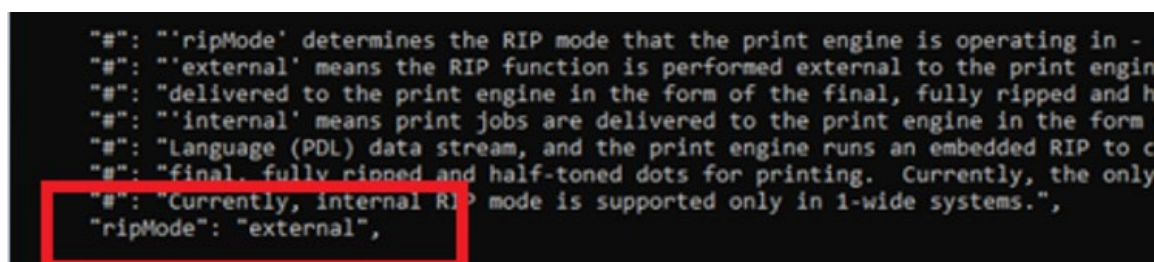 "#": "'ripMode' determines the RIP mode that the print engine is operating in -
"#": "'external' means the RIP function is performed external to the print engin
"#": "delivered to the print engine in the form of the final, fully ripped and h
"#": "'internal' means print jobs are delivered to the print engine in the form
"#": "Language (PDL) data stream, and the print engine runs an embedded RIP to c
"#": "final, fully ripped and half-toned dots for printing.  Currently, the only
"#": "Currently, internal RIP mode is supported only in 1-wide systems.",
"ripMode": "external",